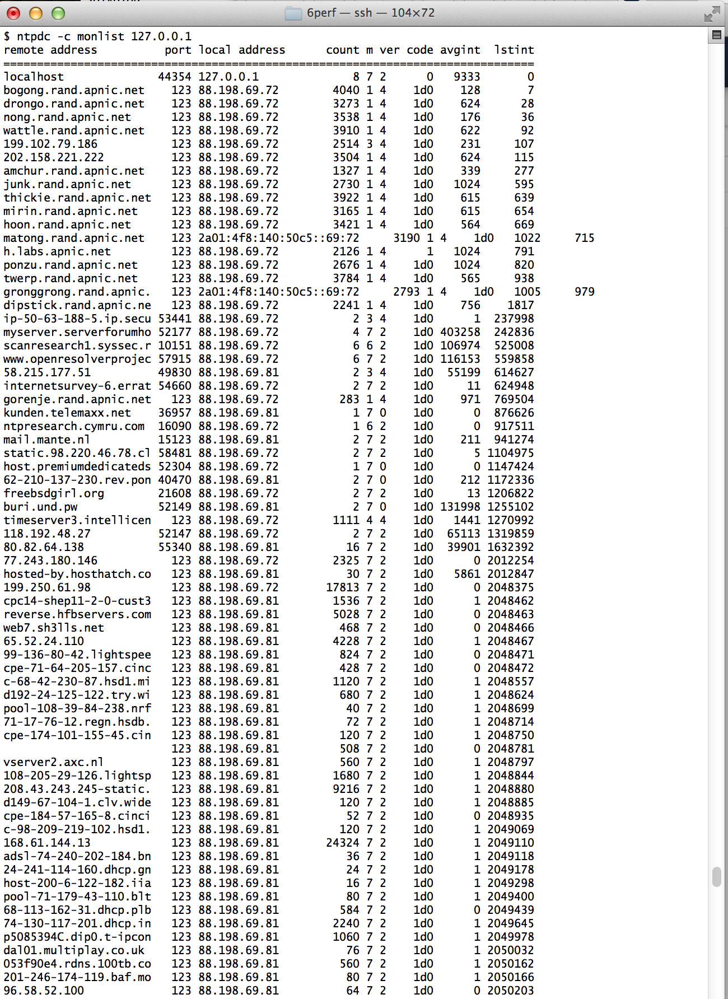 6perf — ssh — 104×72
$ ntpdc -c monlist 127.0.0.1
remote address          port local address      count m ver code avgint  lstint
===============================================================================
localhost              44354 127.0.0.1              8 7 2      0   9333       0
bogong.rand.apnic.net    123 88.198.69.72        4040 1 4    1d0    128       7
drongo.rand.apnic.net    123 88.198.69.72        3273 1 4    1d0    624      28
nong.rand.apnic.net      123 88.198.69.72        3538 1 4    1d0    176      36
wattle.rand.apnic.net    123 88.198.69.72        3910 1 4    1d0    622      92
199.102.79.186           123 88.198.69.72        2514 3 4    1d0    231     107
202.158.221.222          123 88.198.69.72        3504 1 4    1d0    624     115
amchur.rand.apnic.net    123 88.198.69.72        1327 1 4    1d0    339     277
junk.rand.apnic.net      123 88.198.69.72        2730 1 4    1d0   1024     595
thickie.rand.apnic.net   123 88.198.69.72        3922 1 4    1d0    615     639
mirin.rand.apnic.net     123 88.198.69.72        3165 1 4    1d0    615     654
hoon.rand.apnic.net      123 88.198.69.72        3421 1 4    1d0    564     669
matong.rand.apnic.net    123 2a01:4f8:140:50c5::69:72     3190 1 4    1d0   1022     715
h.labs.apnic.net         123 88.198.69.72        2126 1 4      1   1024     791
ponzu.rand.apnic.net     123 88.198.69.72        2676 1 4    1d0   1024     820
twerp.rand.apnic.net     123 88.198.69.72        3784 1 4    1d0    565     938
gronggrong.rand.apnic.   123 2a01:4f8:140:50c5::69:72     2793 1 4    1d0   1005     979
dipstick.rand.apnic.ne   123 88.198.69.72        2241 1 4    1d0    756    1817
ip-50-63-188-5.ip.secu 53441 88.198.69.72           2 3 4    1d0      1  237998
myserver.serverforumho 52177 88.198.69.72           4 7 2    1d0 403258  242836
scanresearch1.syssec.r 10151 88.198.69.72           6 6 2    1d0 106974  525008
www.openresolverprojec 57915 88.198.69.72           6 7 2    1d0 116153  559858
58.215.177.51          49830 88.198.69.81           2 3 4    1d0  55199  614627
internetsurvey-6.errat 54660 88.198.69.72           2 7 2    1d0     11  624948
gorenje.rand.apnic.net   123 88.198.69.72         283 1 4    1d0    971  769504
kunden.telemaxx.net    36957 88.198.69.81           1 7 0    1d0      0  876626
ntpresearch.cymru.com  16090 88.198.69.72           1 6 2    1d0      0  917511
mail.mante.nl          15123 88.198.69.81           2 7 2    1d0    211  941274
static.98.220.46.78.cl 58481 88.198.69.72           2 7 2    1d0      5 1104975
host.premiumdedicateds 52304 88.198.69.72           1 7 0    1d0      0 1147424
62-210-137-230.rev.pon 40470 88.198.69.81           2 7 0    1d0    212 1172336
freebsdgirl.org        21608 88.198.69.72           2 7 2    1d0     13 1206822
buri.und.pw            52149 88.198.69.81           2 7 0    1d0 131998 1255102
timeserver3.intellicen   123 88.198.69.72        1111 4 4    1d0   1441 1270992
118.192.48.27          52147 88.198.69.72           2 7 2    1d0  65113 1319859
80.82.64.138           55340 88.198.69.81          16 7 2    1d0  39901 1632392
77.243.180.146           123 88.198.69.72        2325 7 2    1d0      0 2012254
hosted-by.hosthatch.co   123 88.198.69.81          30 7 2    1d0   5861 2012847
199.250.61.98            123 88.198.69.72       17813 7 2    1d0      0 2048375
cpc14-shep11-2-0-cust3   123 88.198.69.81        1536 7 2    1d0      1 2048462
reverse.hfbservers.com   123 88.198.69.81        5028 7 2    1d0      0 2048463
web7.sh3lls.net          123 88.198.69.81         468 7 2    1d0      0 2048466
65.52.24.110             123 88.198.69.81        4228 7 2    1d0      1 2048467
99-136-80-42.lightspee   123 88.198.69.81         824 7 2    1d0      0 2048471
cpe-71-64-205-157.cinc   123 88.198.69.81         428 7 2    1d0      0 2048472
c-68-42-230-87.hsd1.mi   123 88.198.69.81        1120 7 2    1d0      1 2048557
d192-24-125-122.try.wi   123 88.198.69.81         680 7 2    1d0      1 2048624
pool-108-39-84-238.nrf   123 88.198.69.81          40 7 2    1d0      1 2048699
71-17-76-12.regn.hsdb.   123 88.198.69.81          72 7 2    1d0      1 2048714
cpe-174-101-155-45.cin   123 88.198.69.81         120 7 2    1d0      1 2048750
                         123 88.198.69.81         508 7 2    1d0      0 2048781
vserver2.axc.nl          123 88.198.69.81         560 7 2    1d0      1 2048797
108-205-29-126.lightsp   123 88.198.69.81        1680 7 2    1d0      1 2048844
208.43.243.245-static.   123 88.198.69.81        9216 7 2    1d0      1 2048880
d149-67-104-1.clv.wide   123 88.198.69.81         120 7 2    1d0      1 2048885
cpe-184-57-165-8.cinci   123 88.198.69.81          52 7 2    1d0      0 2048935
c-98-209-219-102.hsd1.   123 88.198.69.81         120 7 2    1d0      1 2049069
168.61.144.13            123 88.198.69.81       24324 7 2    1d0      1 2049110
adsl-74-240-202-184.bn   123 88.198.69.81          36 7 2    1d0      1 2049118
24-241-114-160.dhcp.gn   123 88.198.69.81          24 7 2    1d0      1 2049178
host-200-6-122-182.iia   123 88.198.69.81          16 7 2    1d0      1 2049298
pool-71-179-43-110.blt   123 88.198.69.81          80 7 2    1d0      1 2049400
68-113-162-31.dhcp.plb   123 88.198.69.81         584 7 2    1d0      0 2049439
74-130-117-201.dhcp.in   123 88.198.69.81        2240 7 2    1d0      1 2049645
p5085394C.dip0.t-ipcon   123 88.198.69.81        1060 7 2    1d0      1 2049978
dal01.multiplay.co.uk    123 88.198.69.81          76 7 2    1d0      1 2050032
053f90e4.rdns.100tb.co   123 88.198.69.81         560 7 2    1d0      1 2050162
201-246-174-119.baf.mo   123 88.198.69.81          80 7 2    1d0      1 2050166
96.58.52.100             123 88.198.69.81          64 7 2    1d0      0 2050203